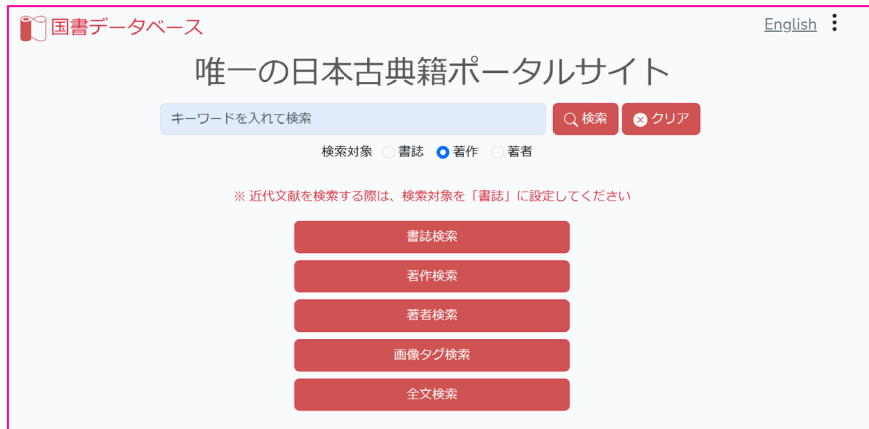 国書データベース
English
唯一の日本古典籍ポータルサイト
キーワードを入れて検索 検索 クリア
検索対象 書誌 著作 著者
※ 近代文献を検索する際は、検索対象を「書誌」に設定してください
書誌検索
著作検索
著者検索
画像タグ検索
全文検索